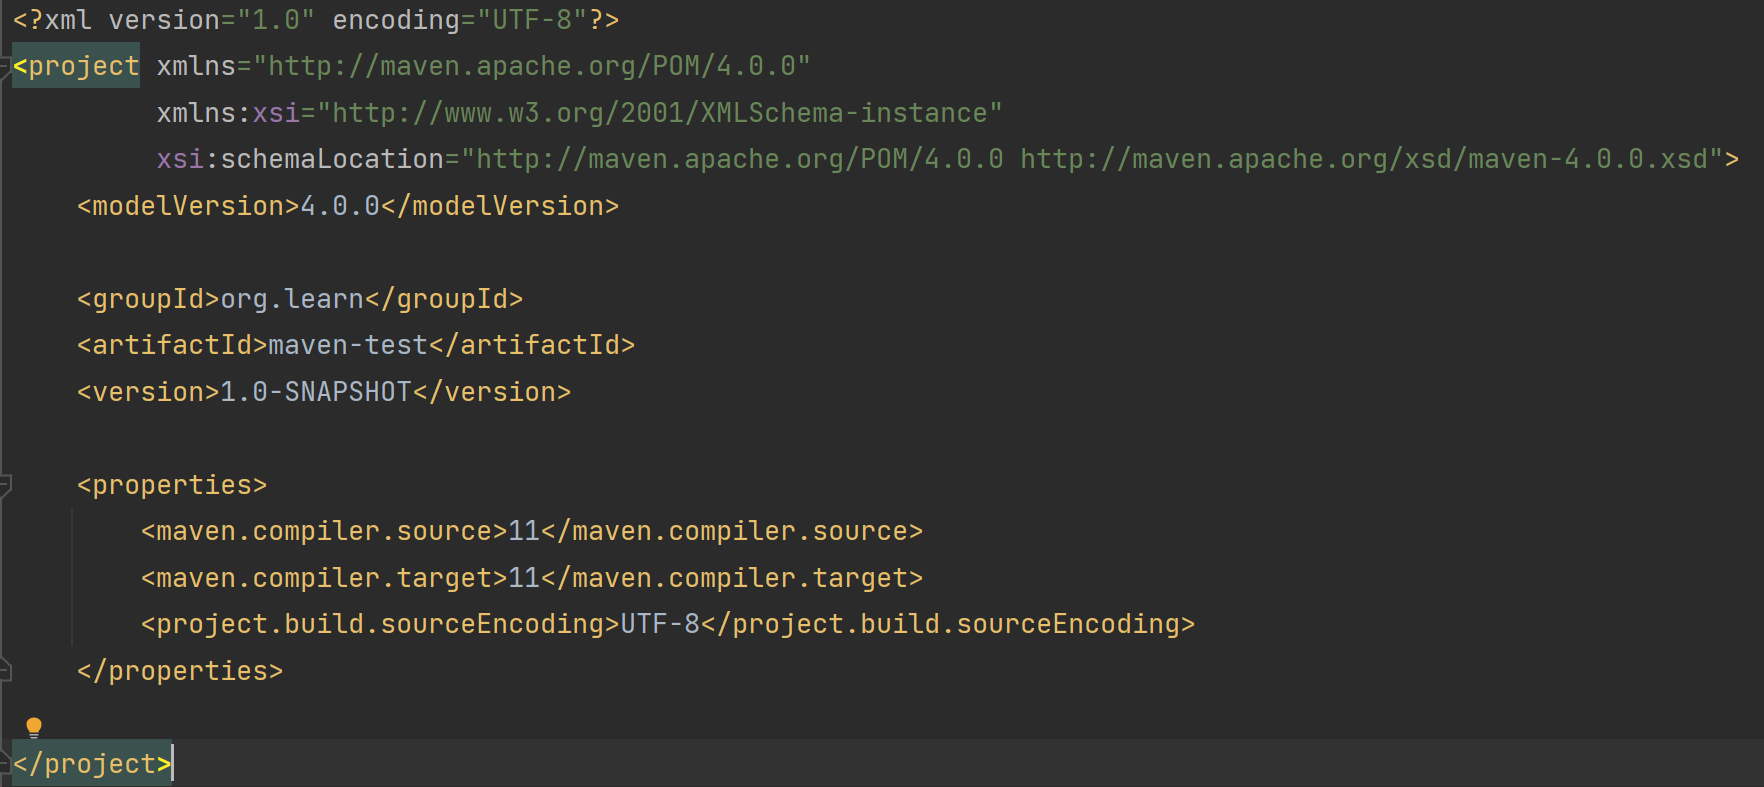 <?xml version="1.0" encoding="UTF-8"?>
<project xmlns="http://maven.apache.org/POM/4.0.0"
         xmlns:xsi="http://www.w3.org/2001/XMLSchema-instance"
         xsi:schemaLocation="http://maven.apache.org/POM/4.0.0 http://maven.apache.org/xsd/maven-4.0.0.xsd">
    <modelVersion>4.0.0</modelVersion>

    <groupId>org.learn</groupId>
    <artifactId>maven-test</artifactId>
    <version>1.0-SNAPSHOT</version>

    <properties>
        <maven.compiler.source>11</maven.compiler.source>
        <maven.compiler.target>11</maven.compiler.target>
        <project.build.sourceEncoding>UTF-8</project.build.sourceEncoding>
    </properties>

</project>